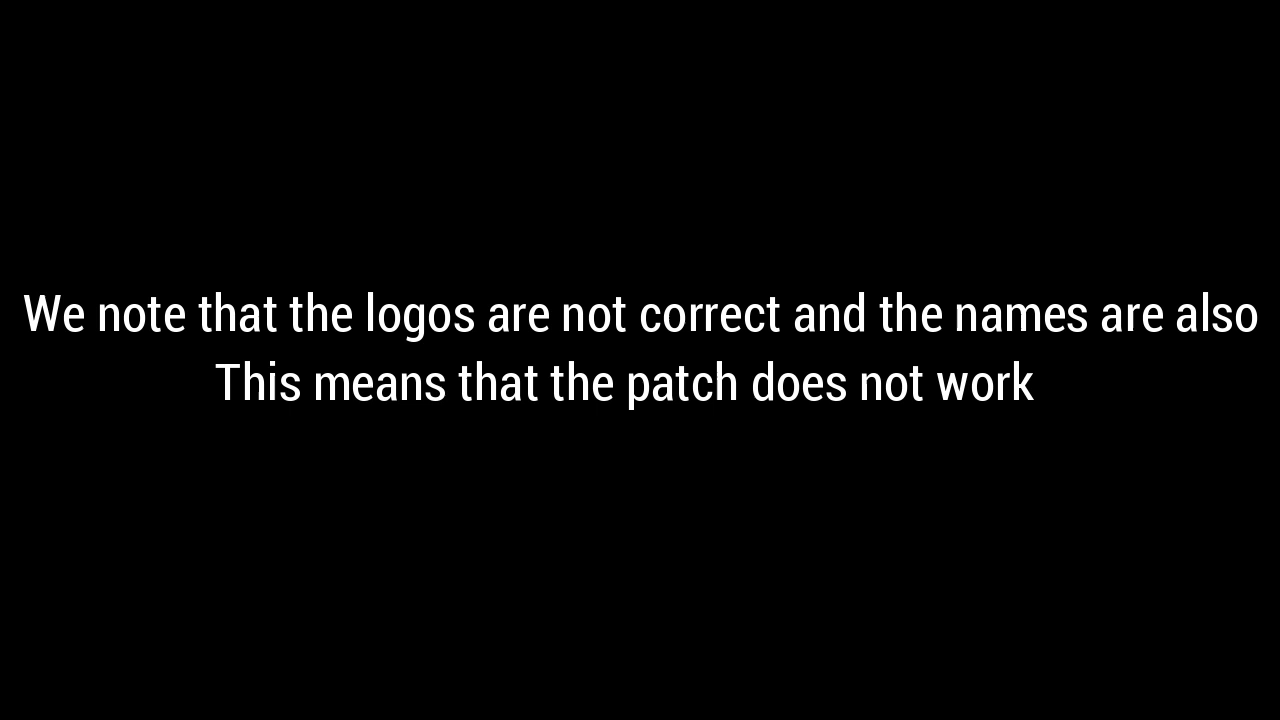 We note that the logos are not correct and the names are also
This means that the patch does not work